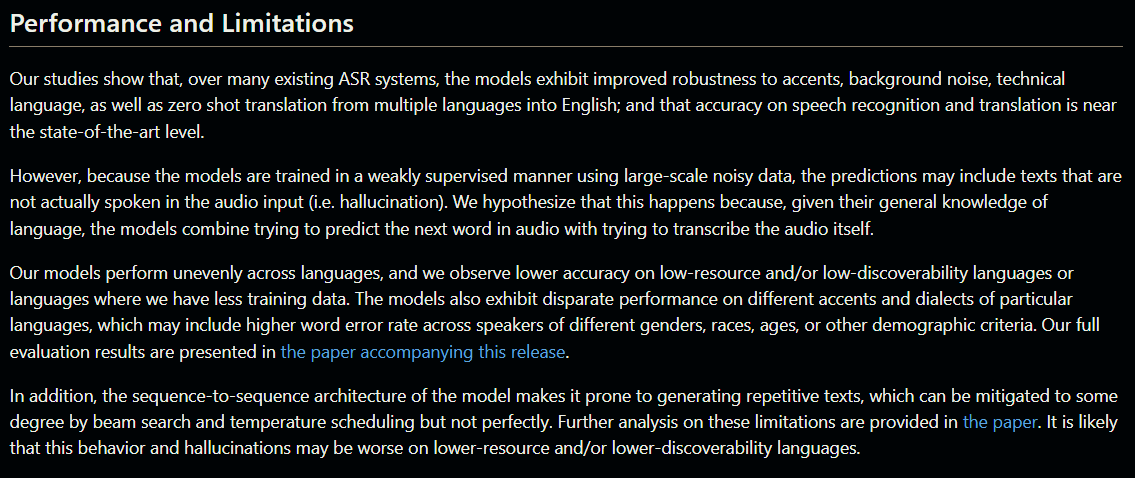 Performance and Limitations
Our studies show that, over many existing ASR systems, the models exhibit improved robustness to accents, background noise, technical
language, as well as zero shot translation from multiple languages into English; and that accuracy on speech recognition and translation is near
the state-of-the-art level.
However, because the models are trained in a weakly supervised manner using large-scale noisy data, the predictions may include texts that are
not actually spoken in the audio input (i.e. hallucination). We hypothesize that this happens because, given their general knowledge of
language, the models combine trying to predict the next word in audio with trying to transcribe the audio itself.
Our models perform unevenly across languages, and we observe lower accuracy on low-resource and/or low-discoverability languages or
languages where we have less training data. The models also exhibit disparate performance on different accents and dialects of particular
languages, which may include higher word error rate across speakers of different genders, races, ages, or other demographic criteria. Our full
evaluation results are presented in the paper accompanying this release.
In addition, the sequence-to-sequence architecture of the model makes it prone to generating repetitive texts, which can be mitigated to some
degree by beam search and temperature scheduling but not perfectly. Further analysis on these limitations are provided in the paper. It is likely
that this behavior and hallucinations may be worse on lower-resource and/or lower-discoverability languages.